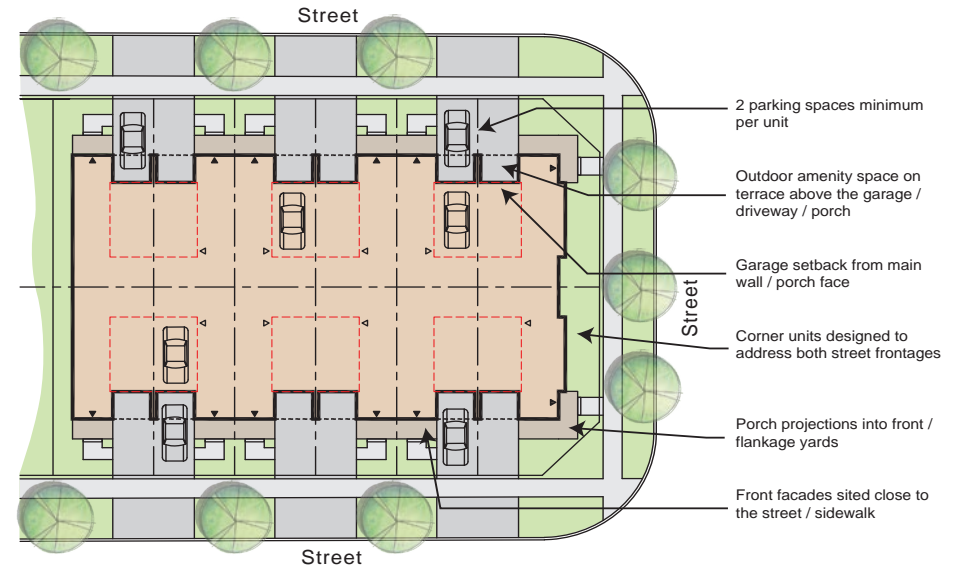 Street
2 parking spaces minimum
per unit
Outdoor amenity space on
terrace above the garage /
driveway / porch
Garage setback from main
wall / porch face
Street
Corner units designed to
address both street frontages
Porch projections into front /
flankage yards
Front facades sited close to
the street / sidewalk
Street